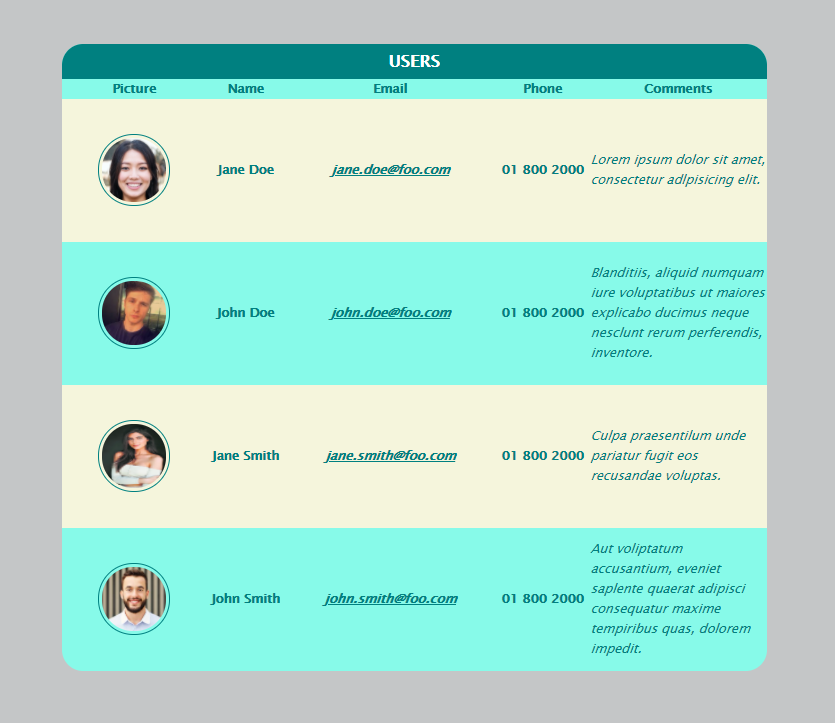 USERS
Picture Name Email Phone Comments
Jane Doe jane.doe@foo.com 01 800 2000 Lorem ipsum dolor sit amet,
consectetur adlpisicing elit.
John Doe john.doe@foo.com 01 800 2000 Blanditiis, aliquid numquam
iure voluptatibus ut maiores
explicabo ducimus neque
nesclunt rerum perferendis,
inventore.
Jane Smith jane.smith@foo.com 01 800 2000 Culpa praesentilum unde
pariatur fugit eos
recusandae voluptas.
John Smith john.smith@foo.com 01 800 2000 Aut voliptatum
accusantium, eveniet
saplente quaerat adipisci
consequatur maxime
tempiribus quas, dolorem
impedit.